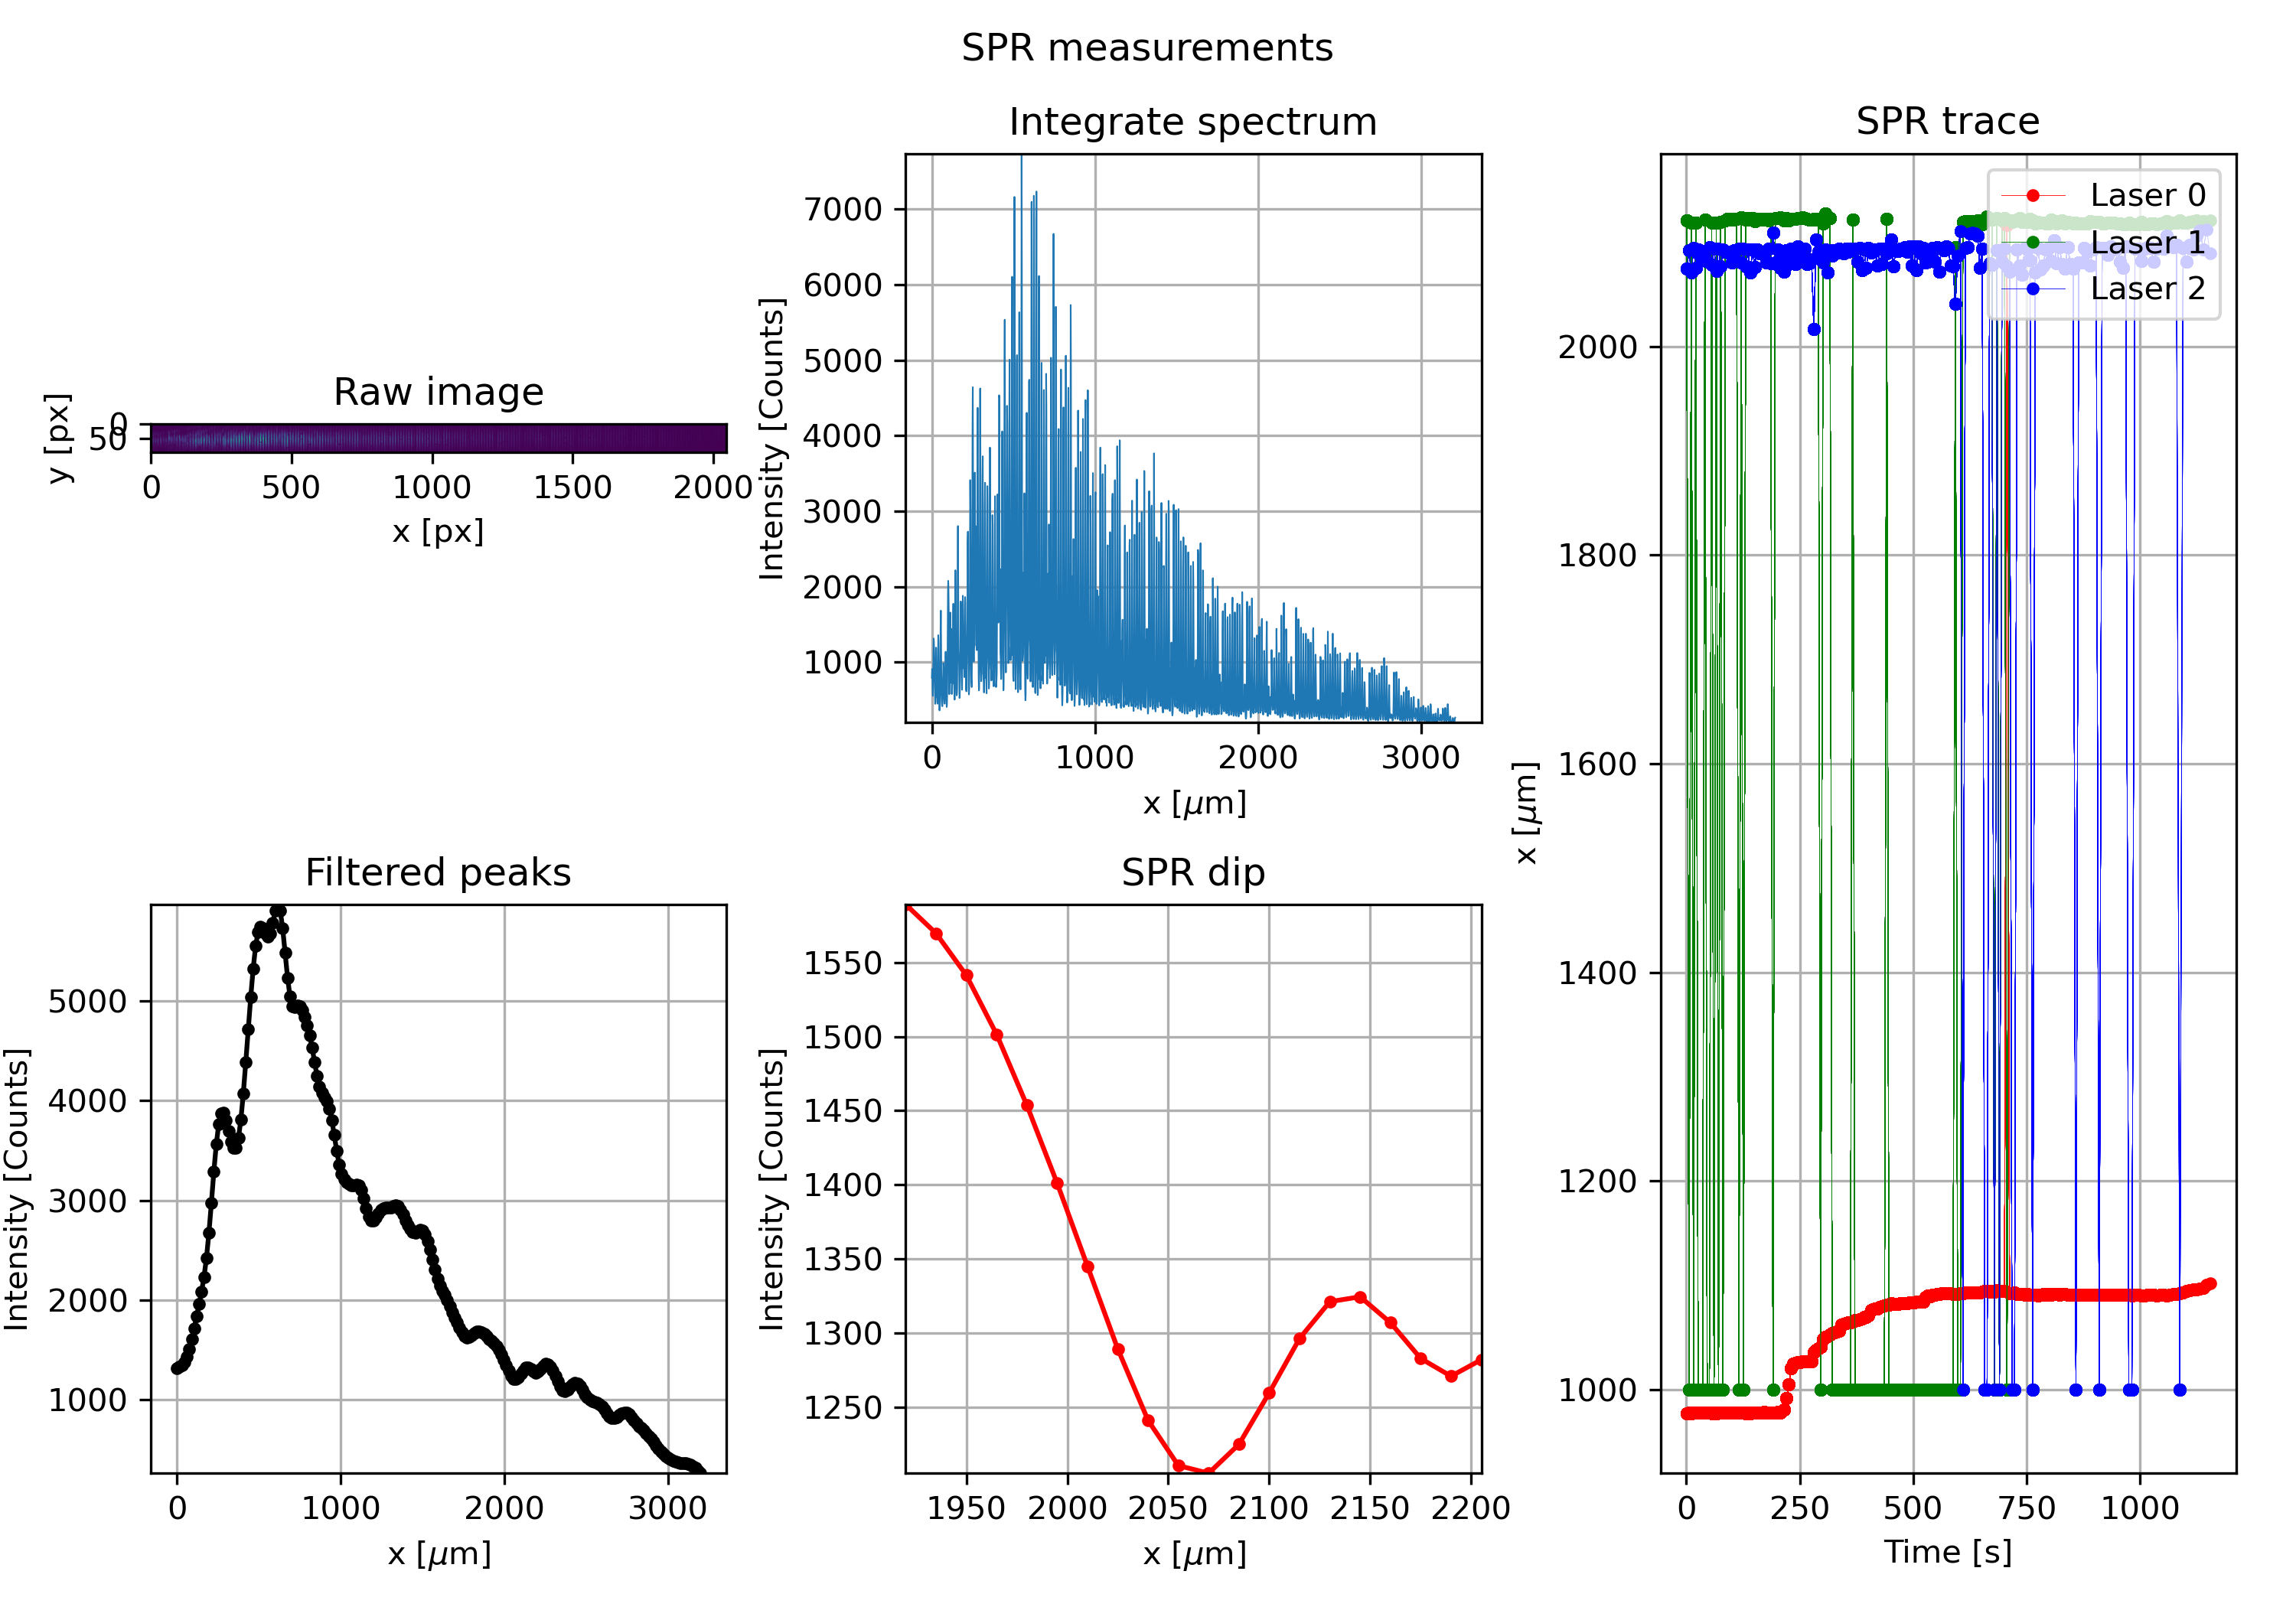 SPR measurements
Raw image
y [px]
0
50
0 500 1000 1500 2000
x [px]
Integrate spectrum
Intensity [Counts]
7000
6000
5000
4000
3000
2000
1000
0 1000 2000 3000
x [μm]
Filtered peaks
Intensity [Counts]
5000
4000
3000
2000
1000
0 1000 2000 3000
x [μm]
SPR dip
Intensity [Counts]
1550
1500
1450
1400
1350
1300
1250
1950 2000 2050 2100 2150 2200
x [μm]
SPR trace
Laser 0
Laser 1
Laser 2
x [μm]
2000
1800
1600
1400
1200
1000
0 250 500 750 1000
Time [s]